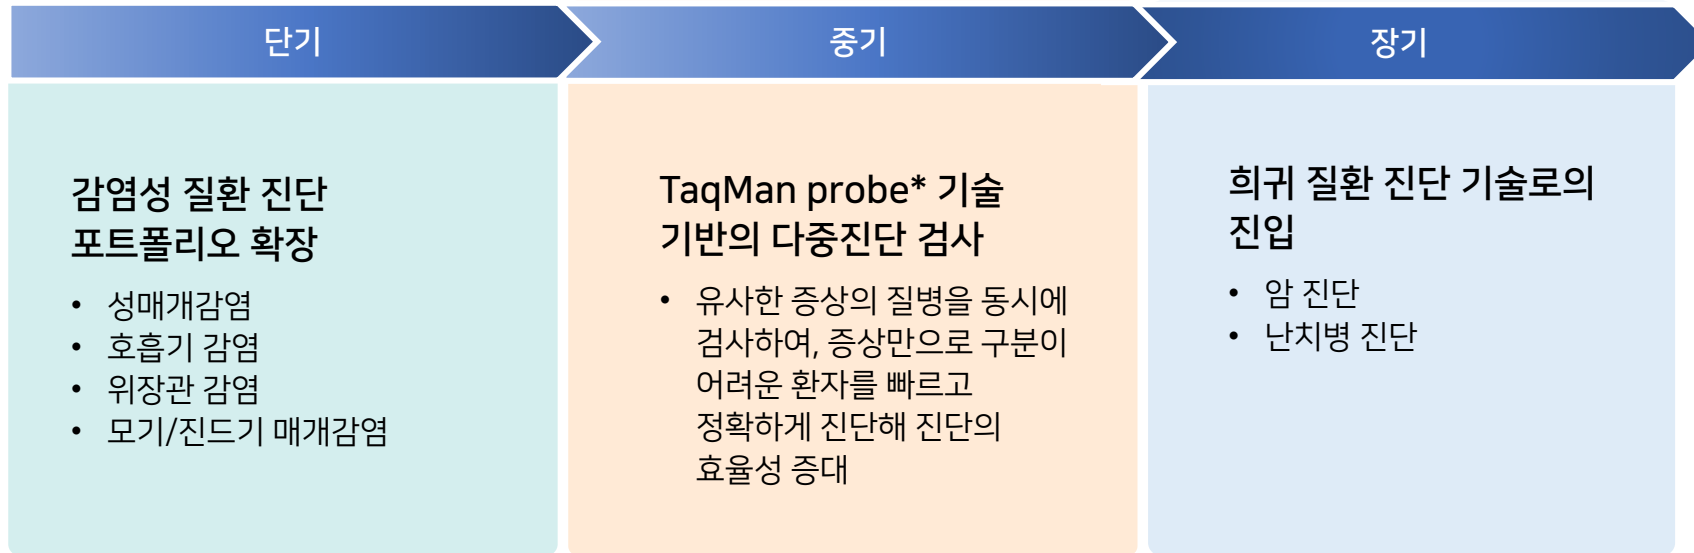 단기
중기
장기
감염성 질환 진단
포트폴리오 확장
• 성매개감염
• 호흡기 감염
• 위장관 감염
• 모기/진드기 매개감염
TaqMan probe* 기술
기반의 다중진단 검사
• 유사한 증상의 질병을 동시에
검사하여, 증상만으로 구분이
어려운 환자를 빠르고
정확하게 진단해 진단의
효율성 증대
희귀 질환 진단 기술로의
진입
• 암 진단
• 난치병 진단